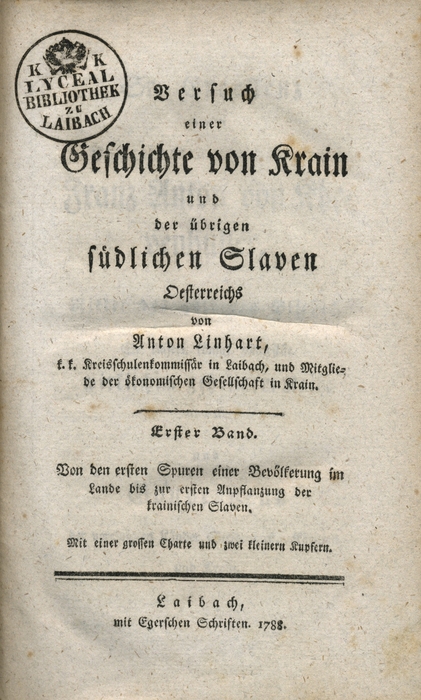 K K
LYCEAL
BIBLIOTHEK
ZU
LAIBACH
Versuch
einer
Geschichte von Krain
und
der übrigen
südlichen Slaven
Oesterreichs
von
Anton Linhart,
k. k. Kreisschulenkommissär in Laibach, und Mitglie-
de der ökonomischen Gesellschaft in Krain.
Erster Band.
Von den ersten Spuren einer Bevölkerung im
Lande bis zur ersten Anpflanzung der
krainischen Slaven.
Mit einer grossen Charte und zwei kleinern Kupfern.
Laibach,
mit Egerschen Schriften. 1788.